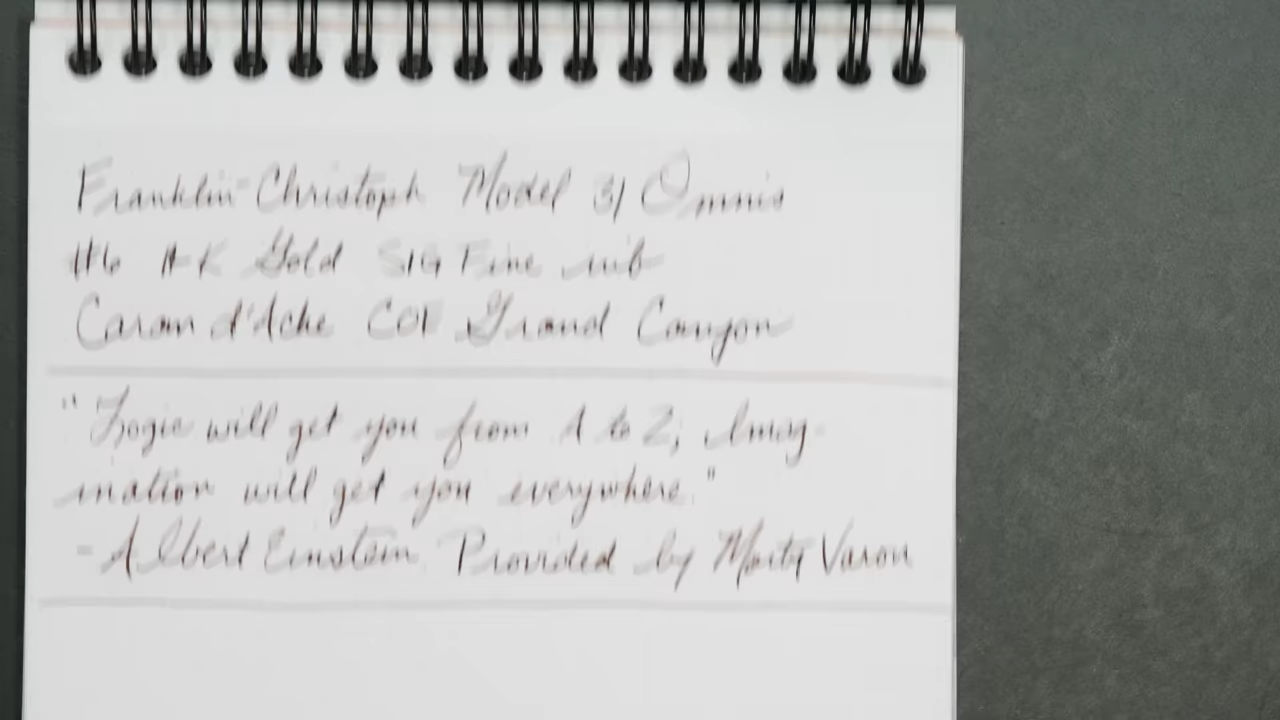 Franklin-Christoph Model 31 Omnis
#6 14K Gold SIG Fine nib
Caran d'Ache COT Grand Canyon
"Logic will get you from A to Z; Imag-
ination will get you everywhere."
- Albert Einstein Provided by Marty Varon